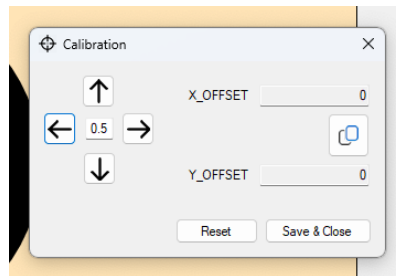 Calibration
X_OFFSET 0
0.5
Y_OFFSET 0
Reset Save & Close